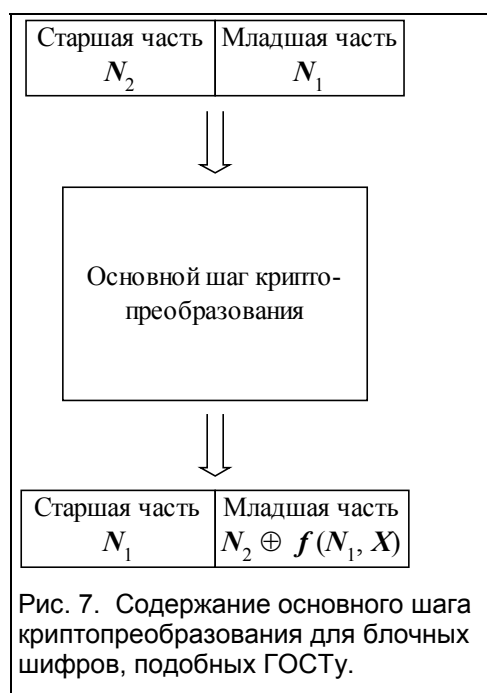 Старшая часть Младшая часть
N₂ N₁
Основной шаг крипто-
преобразования
Старшая часть Младшая часть
N₁ N₂ ⊕ f (N₁, X)
Рис. 7. Содержание основного шага
криптопреобразования для блочных
шифров, подобных ГОСТу.